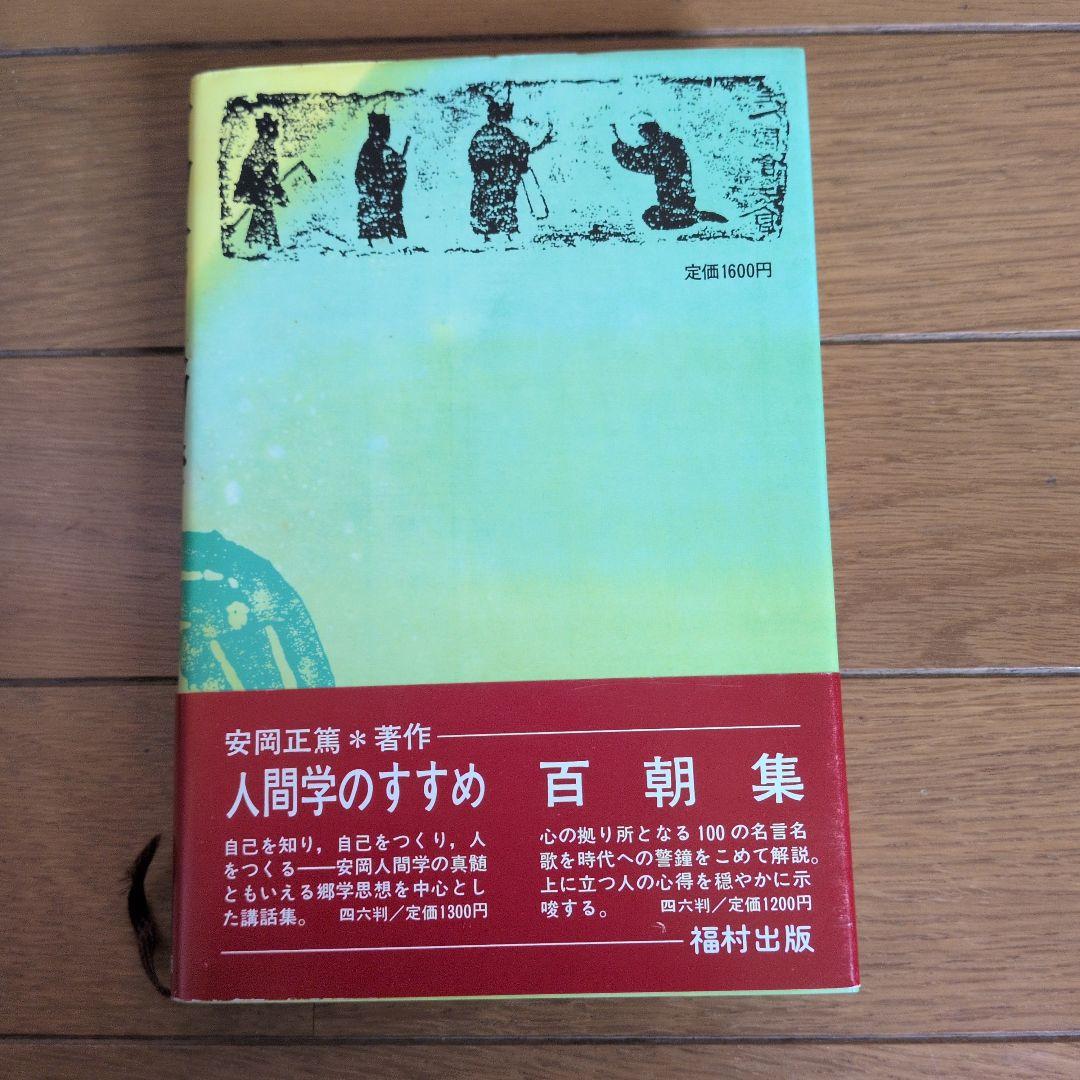 定価1600円
安岡正篤＊著作
人間学のすすめ
自己を知り，自己をつくり，人
をつくる――安岡人間学の真髄
ともいえる郷学思想を中心とし
た講話集。 四六判／定価1300円
百朝集
心の拠り所となる100の名言名
歌を時代への警鐘をこめて解説。
上に立つ人の心得を穏やかに示
唆する。 四六判／定価1200円
福村出版